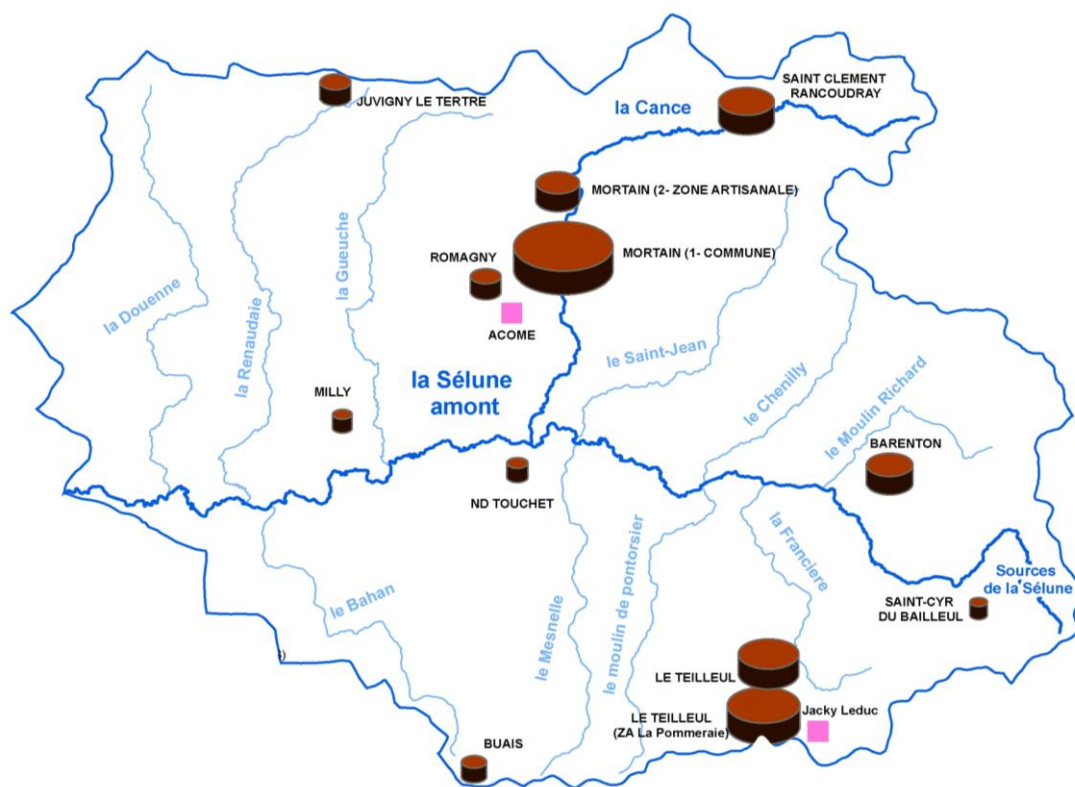 SAINT CLEMENT
RANCOUDRAY
JUVIGNY LE TERTRE
la Cance
MORTAIN (2- ZONE ARTISANALE)
MORTAIN (1- COMMUNE)
ROMAGNY
la Gueuche
la Douenne
la Renaudaie
ACOME
le Saint-Jean
la Sélune
amont
MILLY
le Chenilly
le Moulin Richard
BARENTON
ND TOUCHET
la Franciere
Sources
de la Sélune
le Bahan
le Mesnelle
le moulin de pontorsier
SAINT-CYR
DU BAILLEUL
s)
LE TEILLEUL
Jacky Leduc
LE TEILLEUL
(ZA La Pommeraie)
BUAIS